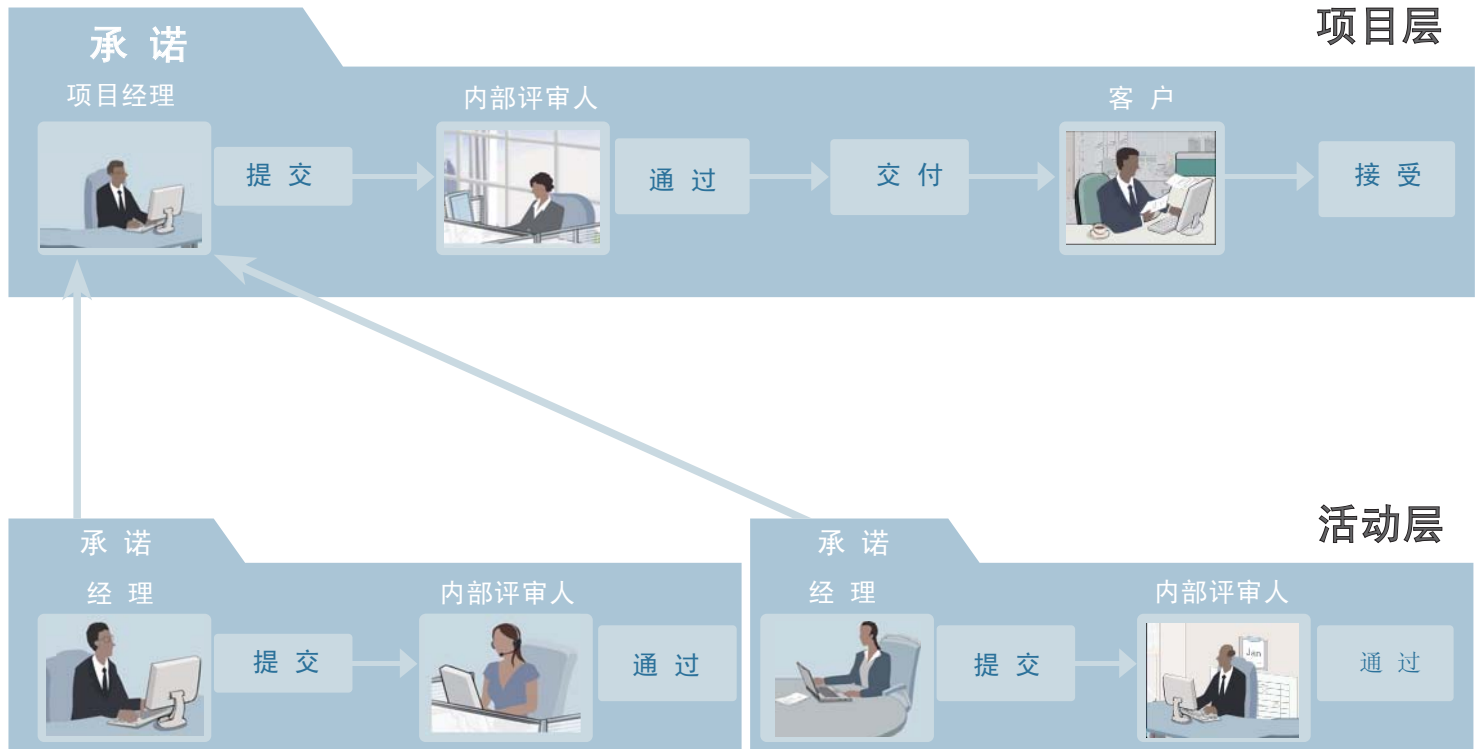 项目层
承 诺
项目经理
内部评审人
客 户
提 交
通 过
交 付
接 受
活动层
承 诺
经 理
内部评审人
提 交
通 过
承 诺
经 理
内部评审人
提 交
Jan
通 过